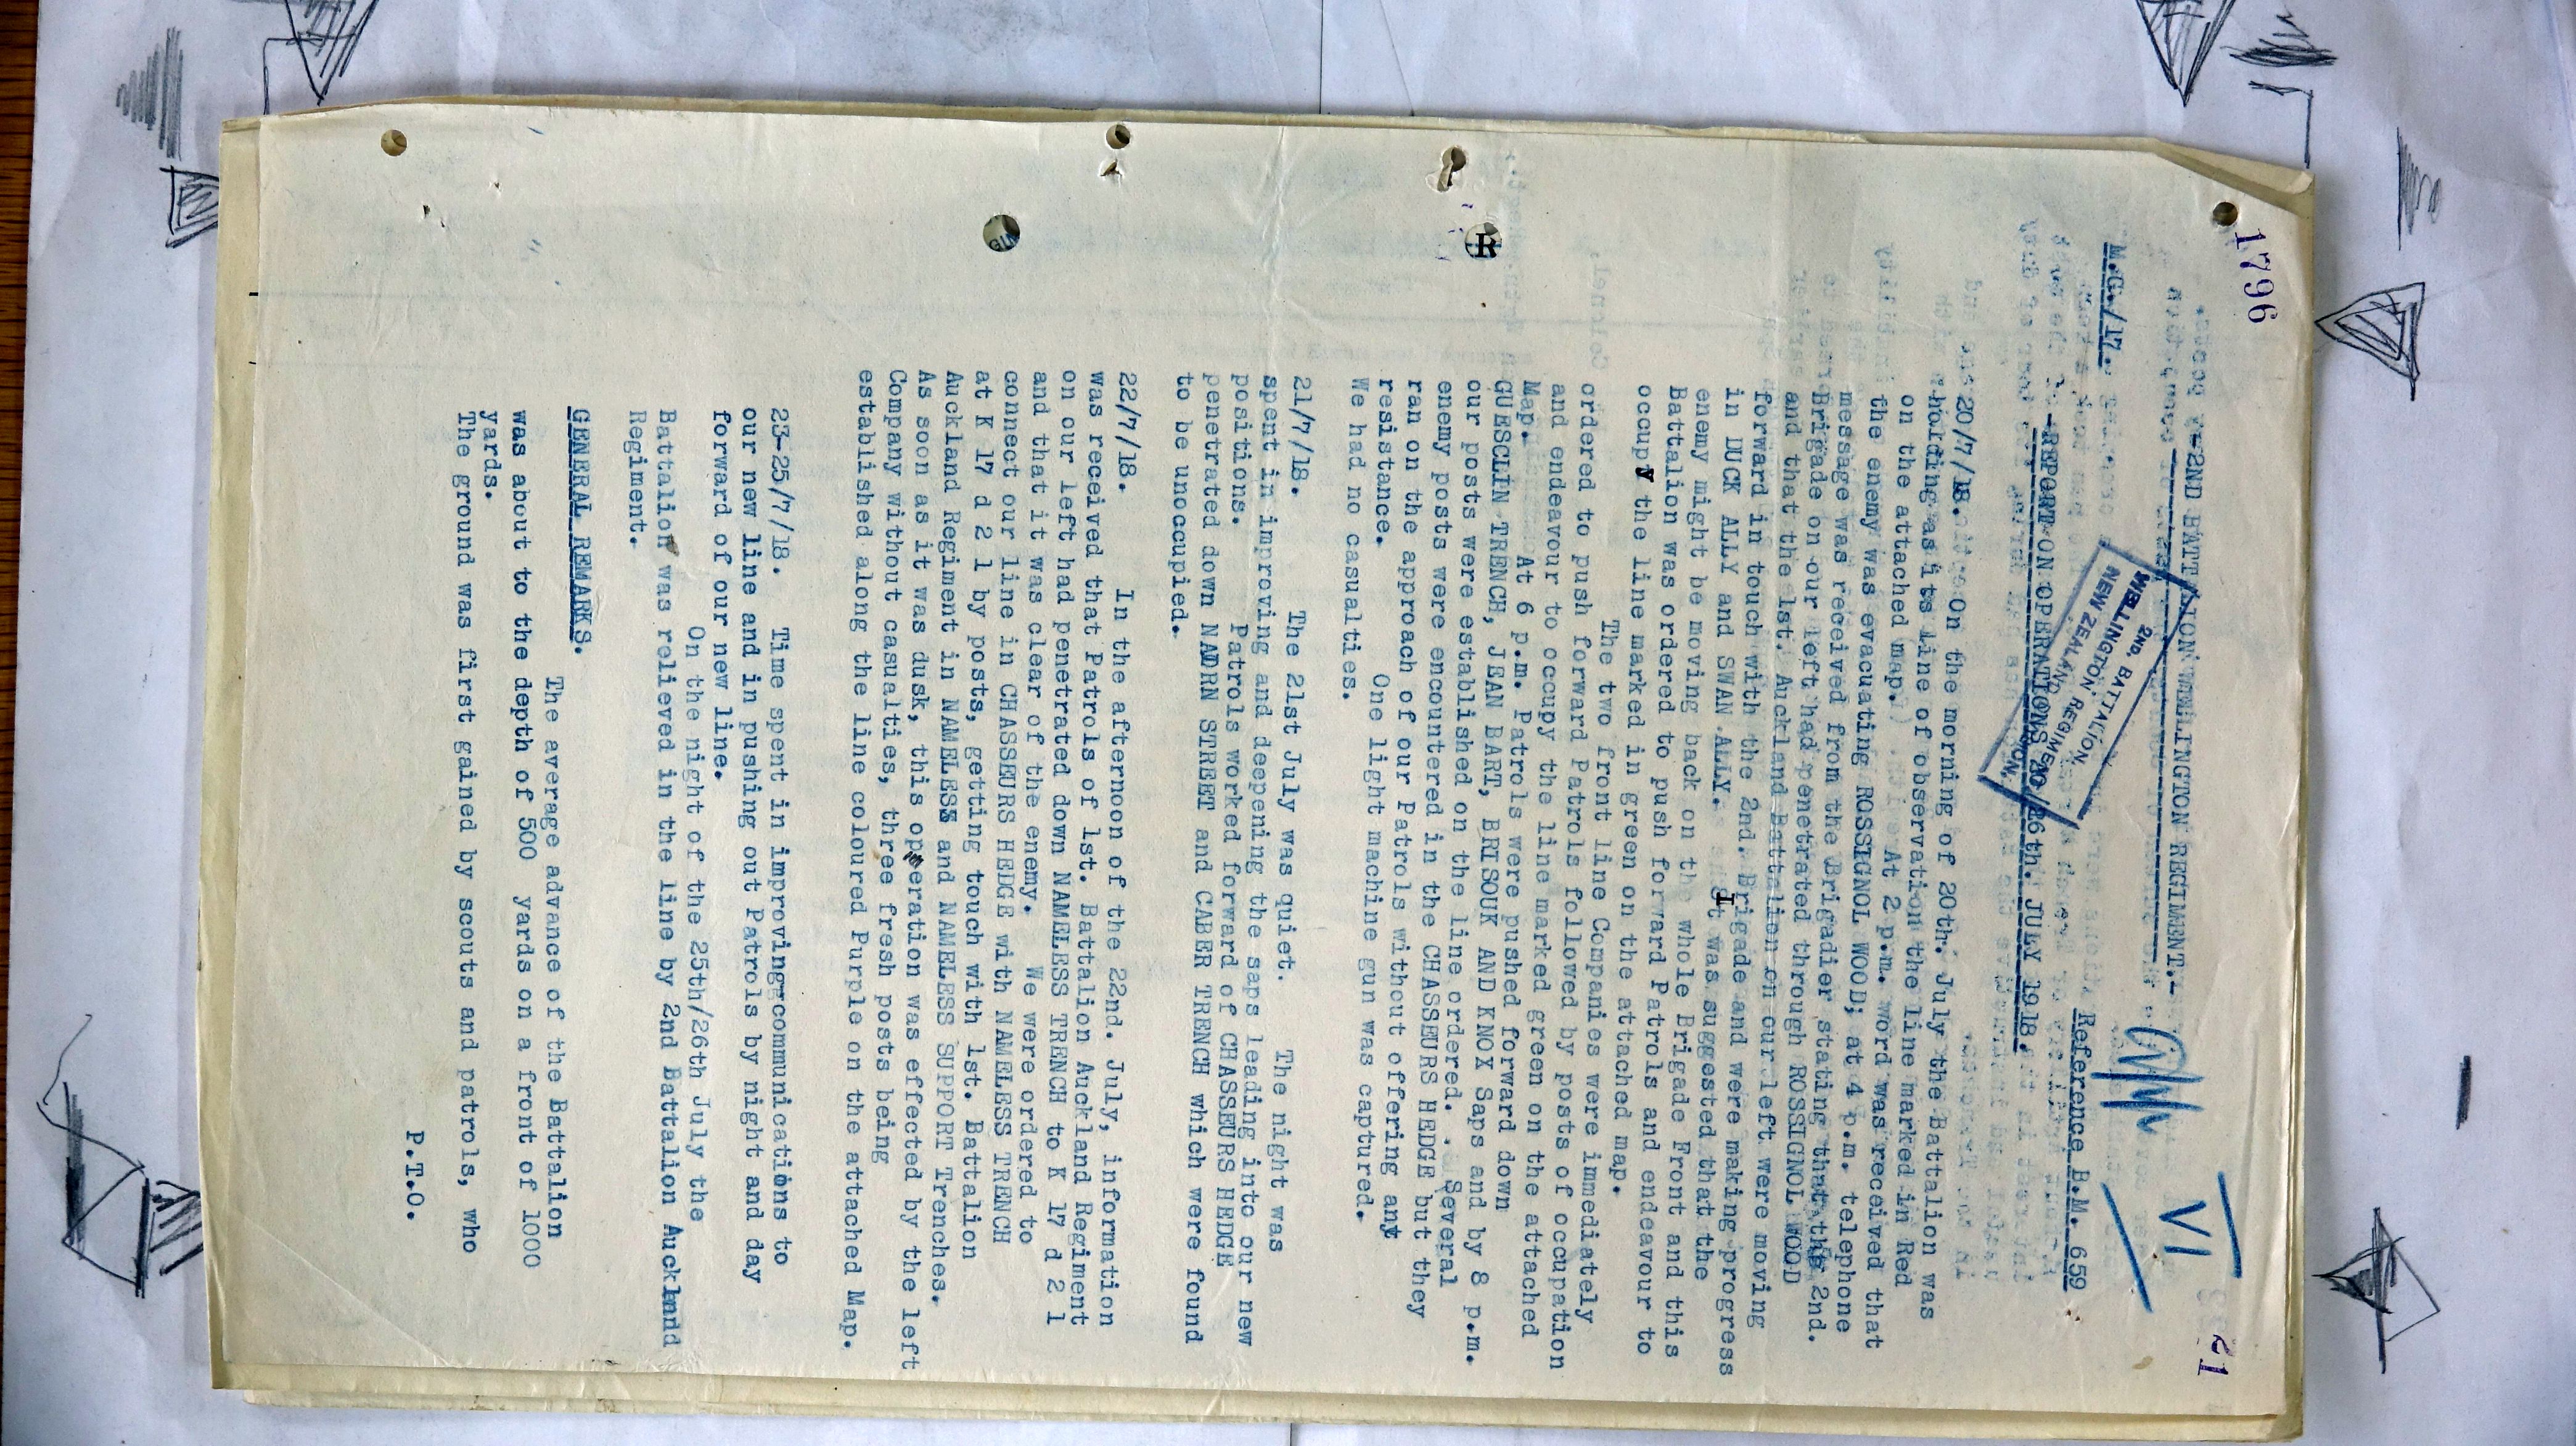 1796
21
VI
2ND BATTALION WELLINGTON REGIMENT.
M.G./17.
Reference B.M. 659
REPORT ON OPERATIONS 20/26th. JULY 1918.
2ND. BATTALION
WELLINGTON REGIMENT
NEW ZEALAND
20/7/18. On the morning of 20th. July the Battalion was
holding as its line of observation the line marked in Red
on the attached map. At 2 p.m. word was received that
the enemy was evacuating ROSSIGNOL WOOD; at 4 p.m. telephone
message was received from the Brigadier stating that the 2nd.
Brigade on our left had penetrated through ROSSIGNOL WOOD
and that the 1st. Auckland Battalion on our left were moving
forward in touch with the 2nd. Brigade and were making progress
in DUCK ALLY and SWAN ALLY. It was suggested that the
enemy might be moving back on the whole Brigade Front and this
Battalion was ordered to push forward Patrols and endeavour to
occupy the line marked in green on the attached map.
The two front line Companies were immediately
ordered to push forward Patrols followed by posts of occupation
and endeavour to occupy the line marked green on the attached
Map. At 6 p.m. Patrols were pushed forward down
GUESCLIN TRENCH, JEAN BART, BRISOUK AND KNOX Saps and by 8 p.m.
our posts were established on the line ordered. Several
enemy posts were encountered in the CHASSEURS HEDGE but they
ran on the approach of our Patrols without offering any
resistance. One light machine gun was captured.
We had no casualties.
21/7/18. The 21st July was quiet. The night was
spent in improving and deepening the saps leading into our new
positions. Patrols worked forward of CHASSEURS HEDGE
penetrated down NAIRN STREET and CABER TRENCH which were found
to be unoccupied.
22/7/18. In the afternoon of the 22nd. July, information
was received that Patrols of 1st. Battalion Auckland Regiment
on our left had penetrated down NAMELESS TRENCH to K 17 d 2 1
and that it was clear of the enemy. We were ordered to
connect our line in CHASSEURS HEDGE with NAMELESS TRENCH
at K 17 d 2 1 by posts, getting touch with 1st. Battalion
Auckland Regiment in NAMELESS and NAMELESS SUPPORT Trenches.
As soon as it was dusk, this operation was effected by the left
Company without casualties, three fresh posts being
established along the line coloured Purple on the attached Map.
23-25/7/18. Time spent in improving communications to
our new line and in pushing out Patrols by night and day
forward of our new line.
On the night of the 25th/26th July the
Battalion was relieved in the line by 2nd Battalion Aucklnnd
Regiment.
GENERAL REMARKS.
The average advance of the Battalion
was about to the depth of 500 yards on a front of 1000
yards.
The ground was first gained by scouts and patrols, who
P.T.O.